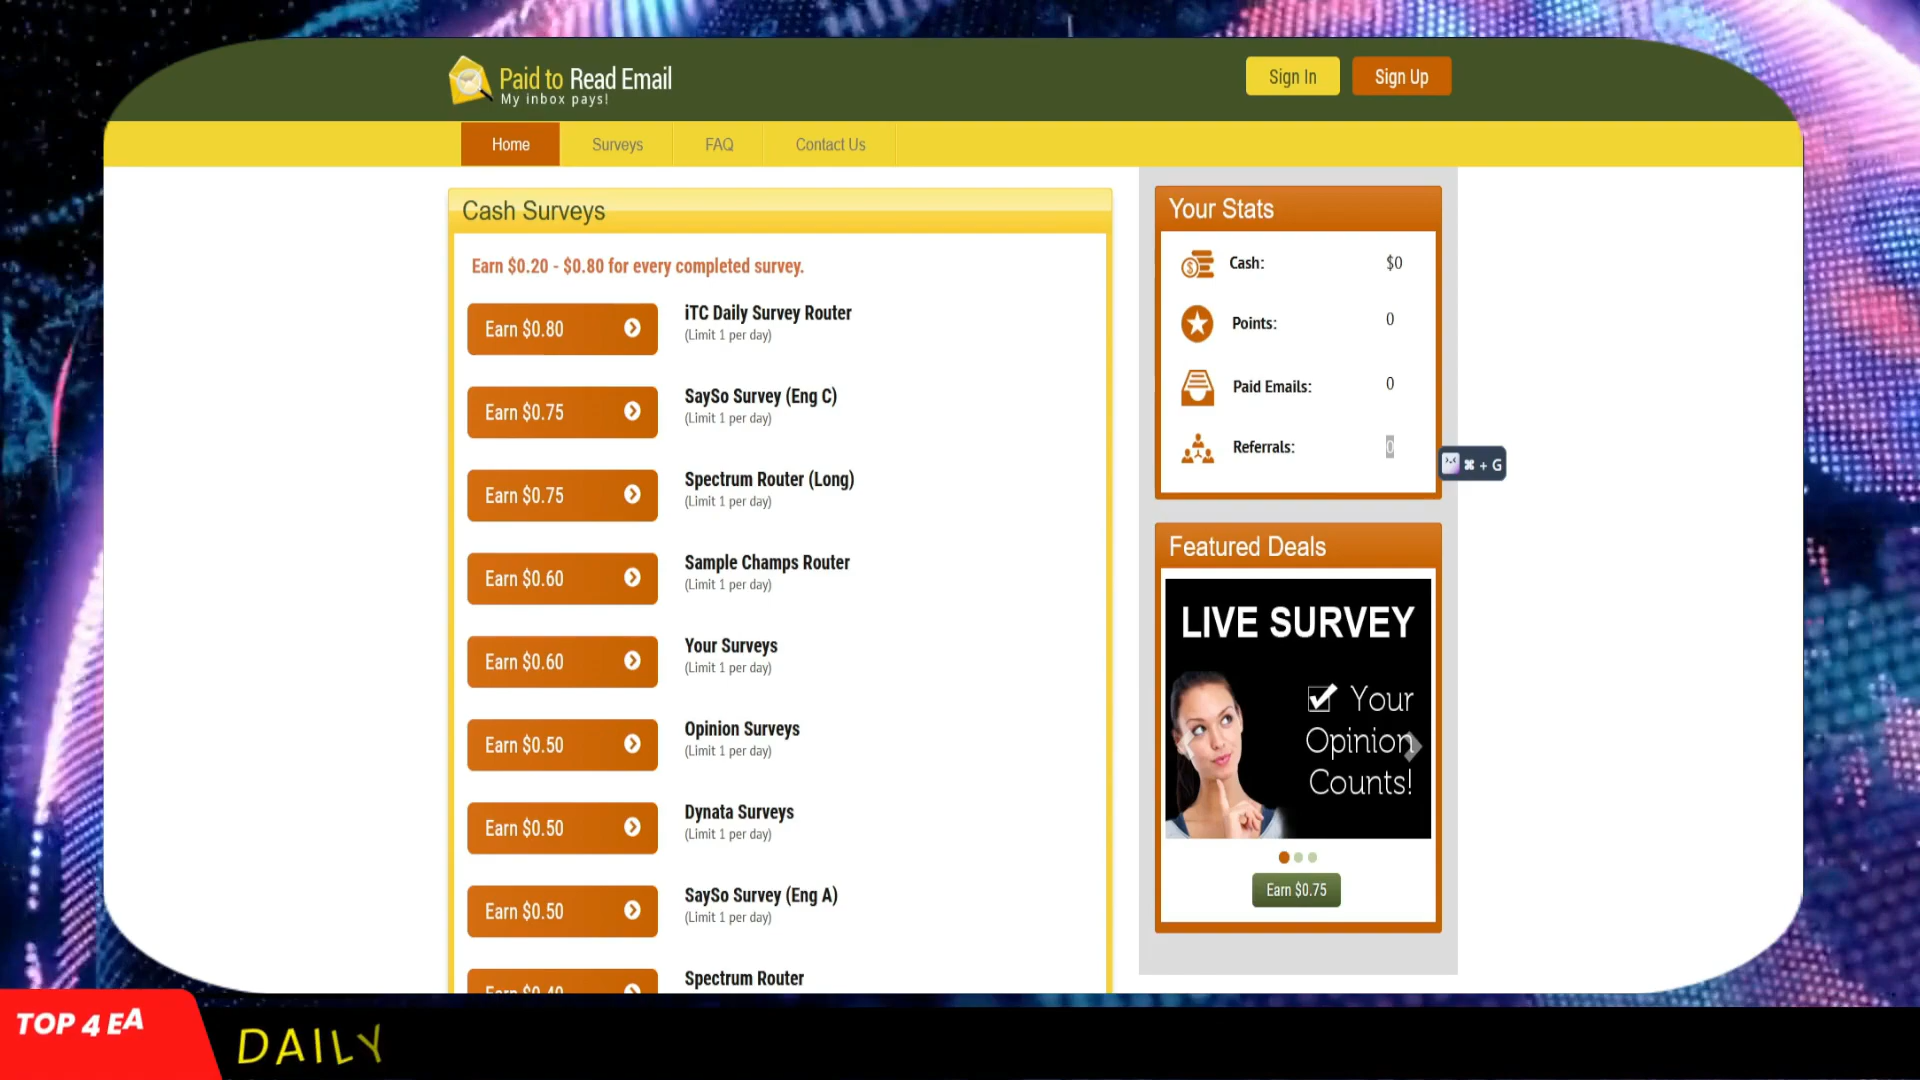 Paid to Read Email
My inbox pays!
Sign In
Sign Up
Home
Surveys
FAQ
Contact Us
Cash Surveys
Earn $0.20 - $0.80 for every completed survey.
Earn $0.80
iTC Daily Survey Router
(Limit 1 per day)
Earn $0.75
SaySo Survey (Eng C)
(Limit 1 per day)
Earn $0.75
Spectrum Router (Long)
(Limit 1 per day)
Earn $0.60
Sample Champs Router
(Limit 1 per day)
Earn $0.60
Your Surveys
(Limit 1 per day)
Earn $0.50
Opinion Surveys
(Limit 1 per day)
Earn $0.50
Dynata Surveys
(Limit 1 per day)
Earn $0.50
SaySo Survey (Eng A)
(Limit 1 per day)
Earn $0.40
Spectrum Router
Your Stats
Cash: $0
Points: 0
Paid Emails: 0
Referrals: 0
⌘ + G
Featured Deals
LIVE SURVEY
Your
Opinion
Counts!
Earn $0.75
TOP 4 EA
DAILY